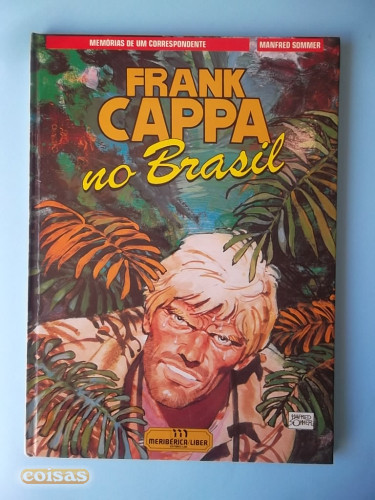 MEMÓRIAS DE UM CORRESPONDENTE
MANFRED SOMMER
FRANK
CAPPA
no Brasil
MANFRED
SOMMER
MERIBÉRICA/LIBER
coisas